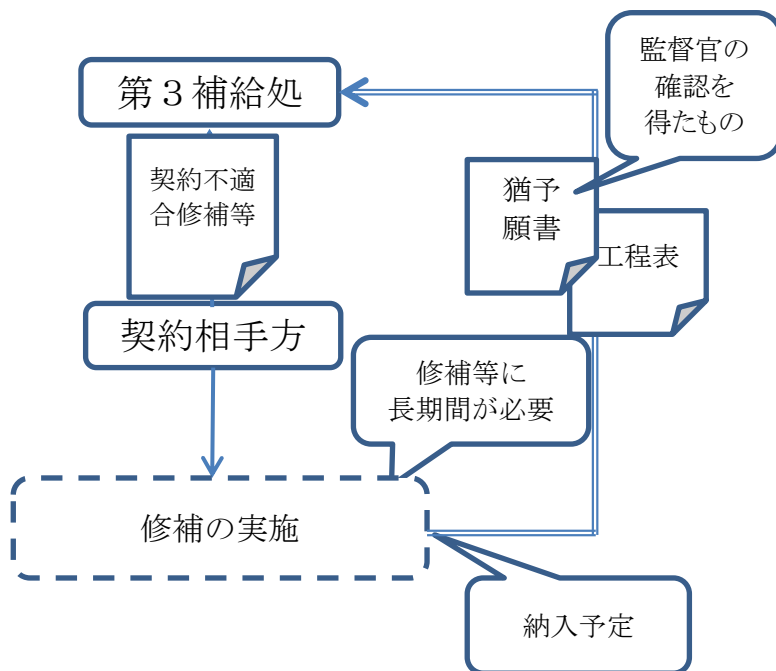 第３補給処
監督官の
確認を
得たもの
契約不適
合修補等
猶予
願書
工程表
契約相手方
修補等に
長期間が必要
修補の実施
納入予定